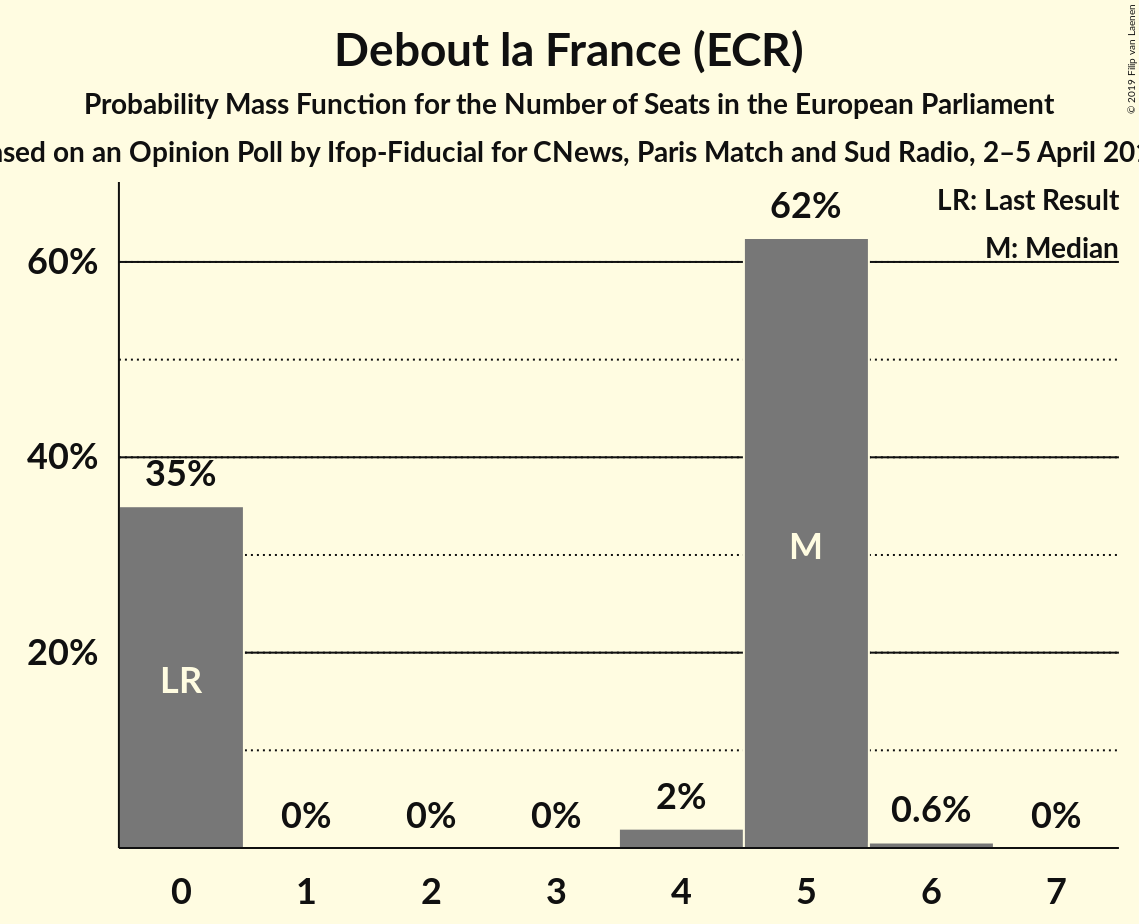 Debout la France (ECR)
Probability Mass Function for the Number of Seats in the European Parliament
on an Opinion Poll by Ifop-Fiducial for CNews, Paris Match and Sud Radio, 2–5 April
© 2019 Filip van Laenen
LR: Last Result
M: Median
62%
60%
40%
35%
M
20%
LR
0%
0%
0%
2%
0.6%
0%
0
1
2
3
4
5
6
7